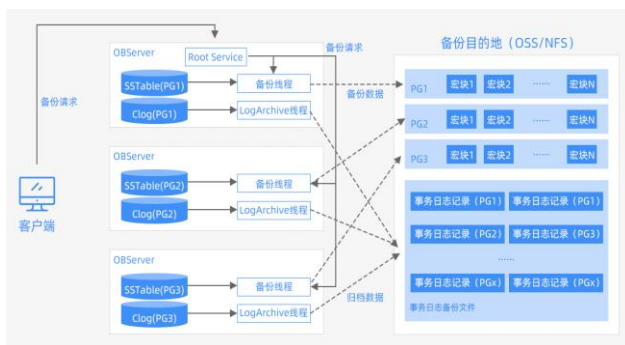 备份目的地（OSS/NFS）
OBServer
Root Service
备份请求
SSTable(PG1)
备份线程
备份数据
PG1 宏块1 宏块2 ...... 宏块N
备份请求
Clog(PG1)
LogArchive线程
PG2 宏块1 宏块2 ...... 宏块N
OBServer
PG3 宏块1 宏块2 ...... 宏块N
SSTable(PG2)
备份线程
客户端
Clog(PG2)
LogArchive线程
事务日志记录（PG1） 事务日志记录（PG1）
事务日志记录（PG2） 事务日志记录（PG3）
......
事务日志记录（PGx） 事务日志记录（PGx）
事务日志备份文件
OBServer
SSTable(PG3)
备份线程
归档数据
Clog(PG3)
LogArchive线程